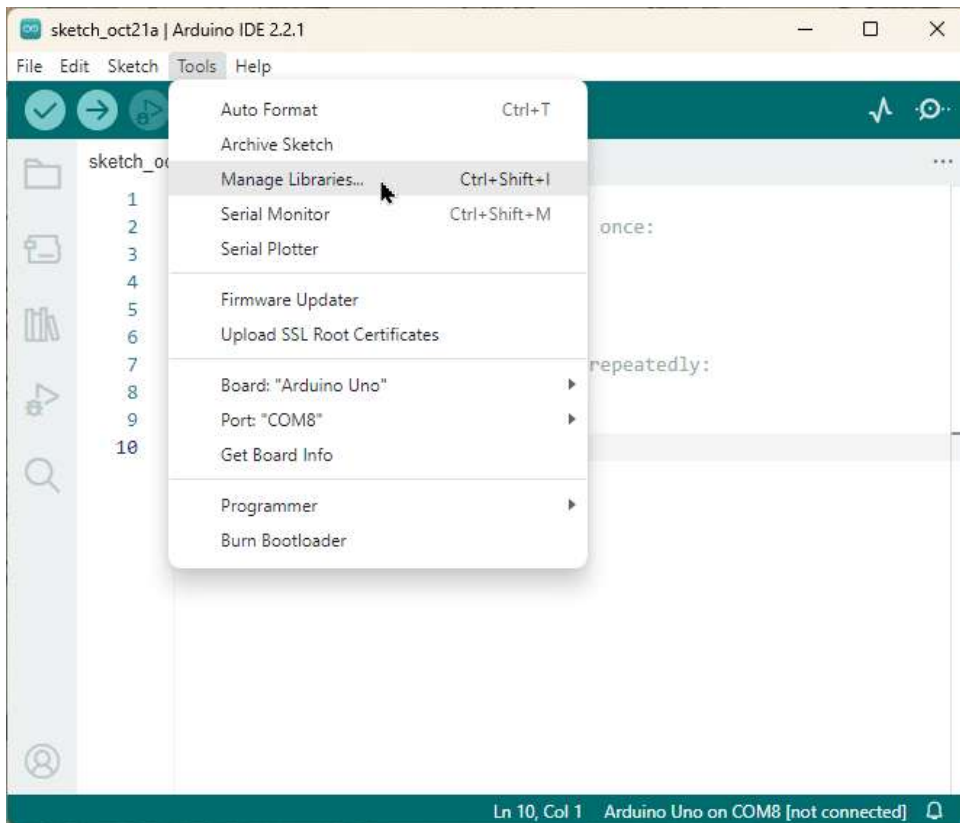 sketch_oct21a | Arduino IDE 2.2.1
File Edit Sketch Tools Help
sketch_oc
Auto Format Ctrl+T
Archive Sketch
Manage Libraries... Ctrl+Shift+I
Serial Monitor Ctrl+Shift+M
Serial Plotter
Firmware Updater
Upload SSL Root Certificates
Board: "Arduino Uno"
Port: "COM8"
Get Board Info
Programmer
Burn Bootloader
1
2 once:
3
4
5
6
7 repeatedly:
8
9
10
Ln 10, Col 1 Arduino Uno on COM8 [not connected]